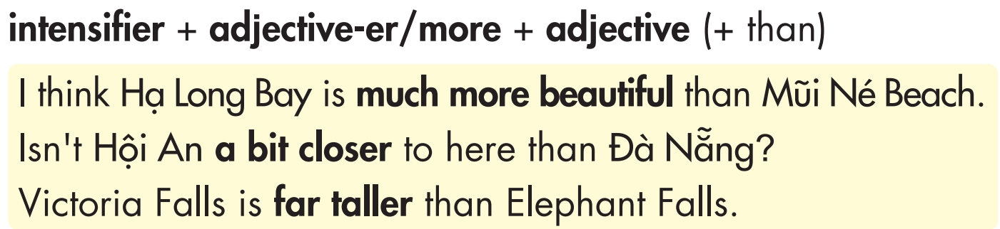 intensifier + adjective-er/more + adjective (+ than)
I think Hạ Long Bay is much more beautiful than Mũi Né Beach.
Isn't Hội An a bit closer to here than Đà Nẵng?
Victoria Falls is far taller than Elephant Falls.